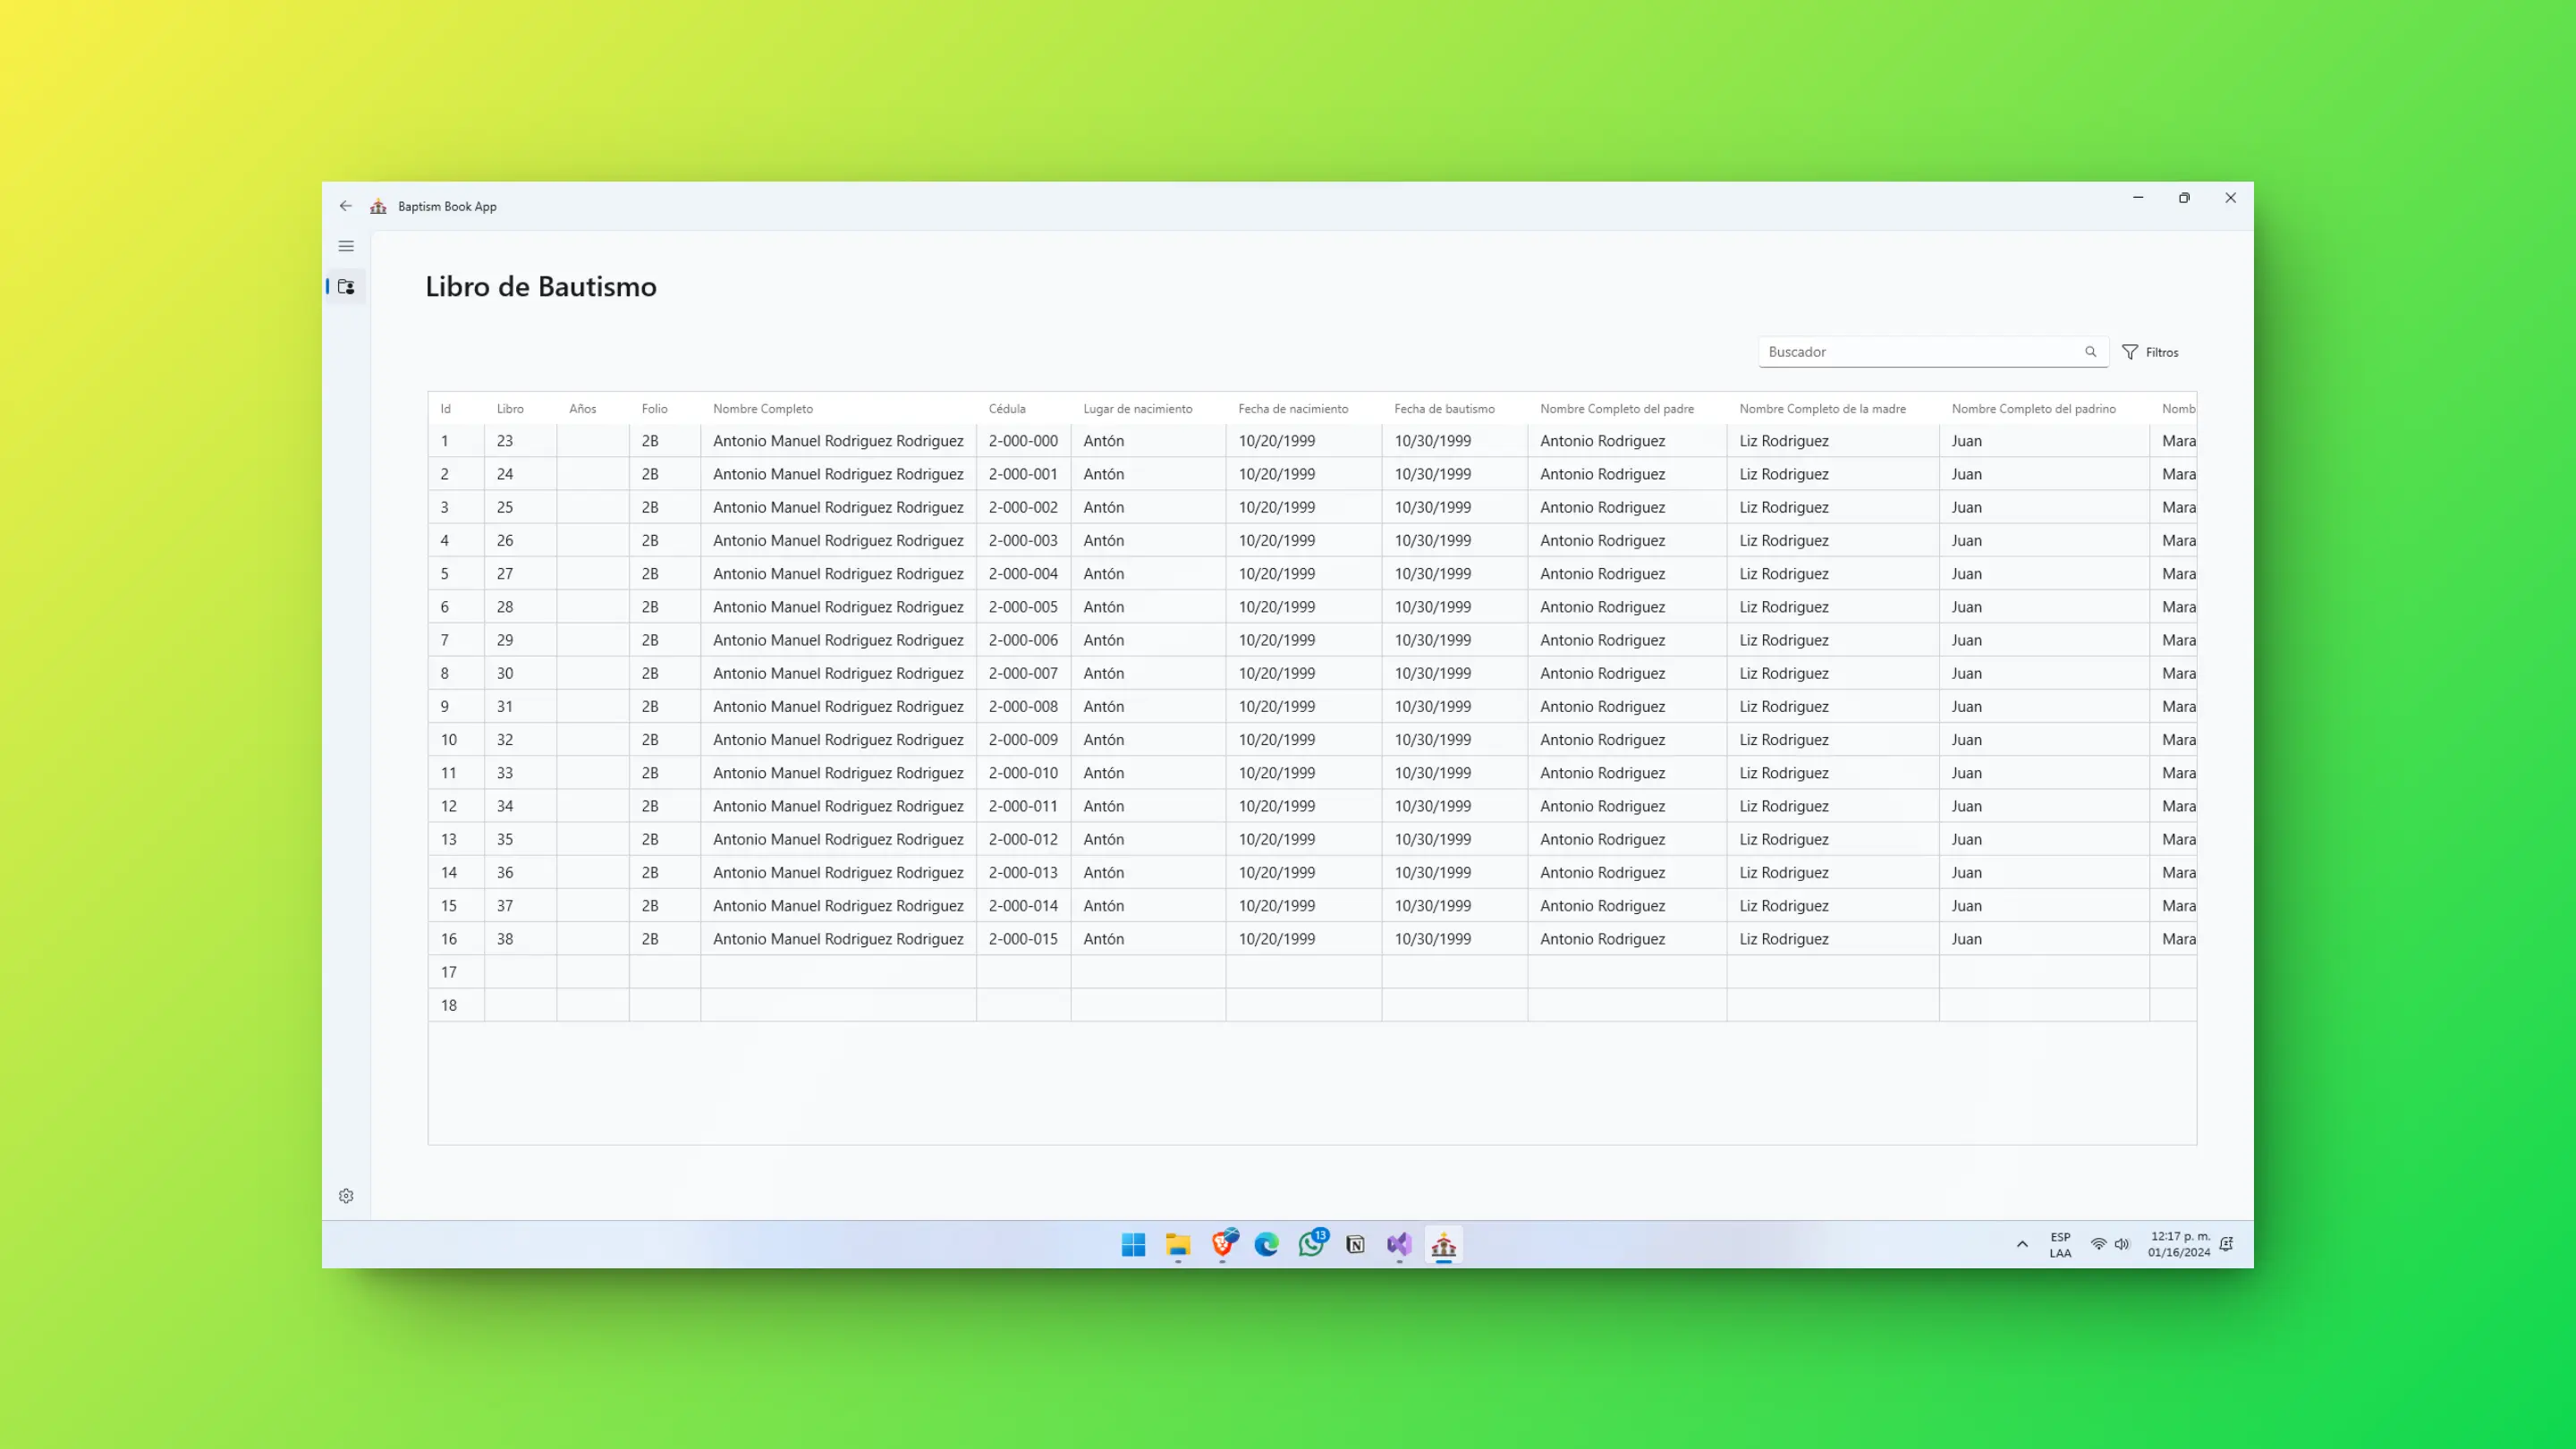 Baptism Book App
Libro de Bautismo
Buscador Filtros
Id Libro Años Folio Nombre Completo Cédula Lugar de nacimiento Fecha de nacimiento Fecha de bautismo Nombre Completo del padre Nombre Completo de la madre Nombre Completo del padrino Nomb
1 23 2B Antonio Manuel Rodriguez Rodriguez 2-000-000 Antón 10/20/1999 10/30/1999 Antonio Rodriguez Liz Rodriguez Juan Mara
2 24 2B Antonio Manuel Rodriguez Rodriguez 2-000-001 Antón 10/20/1999 10/30/1999 Antonio Rodriguez Liz Rodriguez Juan Mara
3 25 2B Antonio Manuel Rodriguez Rodriguez 2-000-002 Antón 10/20/1999 10/30/1999 Antonio Rodriguez Liz Rodriguez Juan Mara
4 26 2B Antonio Manuel Rodriguez Rodriguez 2-000-003 Antón 10/20/1999 10/30/1999 Antonio Rodriguez Liz Rodriguez Juan Mara
5 27 2B Antonio Manuel Rodriguez Rodriguez 2-000-004 Antón 10/20/1999 10/30/1999 Antonio Rodriguez Liz Rodriguez Juan Mara
6 28 2B Antonio Manuel Rodriguez Rodriguez 2-000-005 Antón 10/20/1999 10/30/1999 Antonio Rodriguez Liz Rodriguez Juan Mara
7 29 2B Antonio Manuel Rodriguez Rodriguez 2-000-006 Antón 10/20/1999 10/30/1999 Antonio Rodriguez Liz Rodriguez Juan Mara
8 30 2B Antonio Manuel Rodriguez Rodriguez 2-000-007 Antón 10/20/1999 10/30/1999 Antonio Rodriguez Liz Rodriguez Juan Mara
9 31 2B Antonio Manuel Rodriguez Rodriguez 2-000-008 Antón 10/20/1999 10/30/1999 Antonio Rodriguez Liz Rodriguez Juan Mara
10 32 2B Antonio Manuel Rodriguez Rodriguez 2-000-009 Antón 10/20/1999 10/30/1999 Antonio Rodriguez Liz Rodriguez Juan Mara
11 33 2B Antonio Manuel Rodriguez Rodriguez 2-000-010 Antón 10/20/1999 10/30/1999 Antonio Rodriguez Liz Rodriguez Juan Mara
12 34 2B Antonio Manuel Rodriguez Rodriguez 2-000-011 Antón 10/20/1999 10/30/1999 Antonio Rodriguez Liz Rodriguez Juan Mara
13 35 2B Antonio Manuel Rodriguez Rodriguez 2-000-012 Antón 10/20/1999 10/30/1999 Antonio Rodriguez Liz Rodriguez Juan Mara
14 36 2B Antonio Manuel Rodriguez Rodriguez 2-000-013 Antón 10/20/1999 10/30/1999 Antonio Rodriguez Liz Rodriguez Juan Mara
15 37 2B Antonio Manuel Rodriguez Rodriguez 2-000-014 Antón 10/20/1999 10/30/1999 Antonio Rodriguez Liz Rodriguez Juan Mara
16 38 2B Antonio Manuel Rodriguez Rodriguez 2-000-015 Antón 10/20/1999 10/30/1999 Antonio Rodriguez Liz Rodriguez Juan Mara
17
18
13
ESP
LAA
12:17 p. m.
01/16/2024